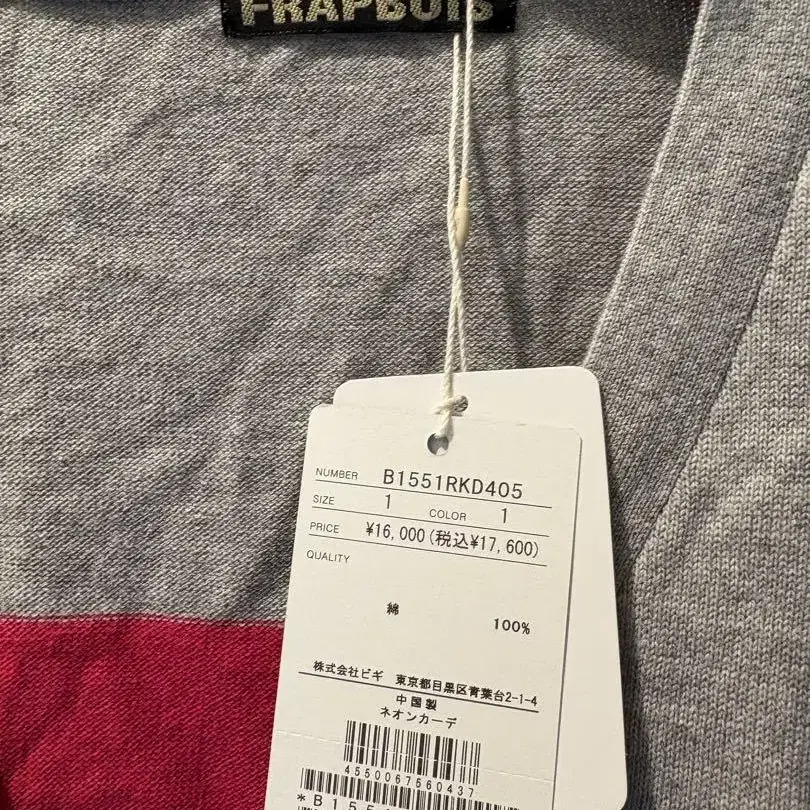 FRAPBOIS
NUMBER B1551RKD405
SIZE 1 COLOR 1
PRICE ¥16,000(税込¥17,600)
QUALITY
綿 100%
株式会社ビギ 東京都目黒区青葉台2-1-4
中国製
ネオンカーデ
4550067560437
*B155